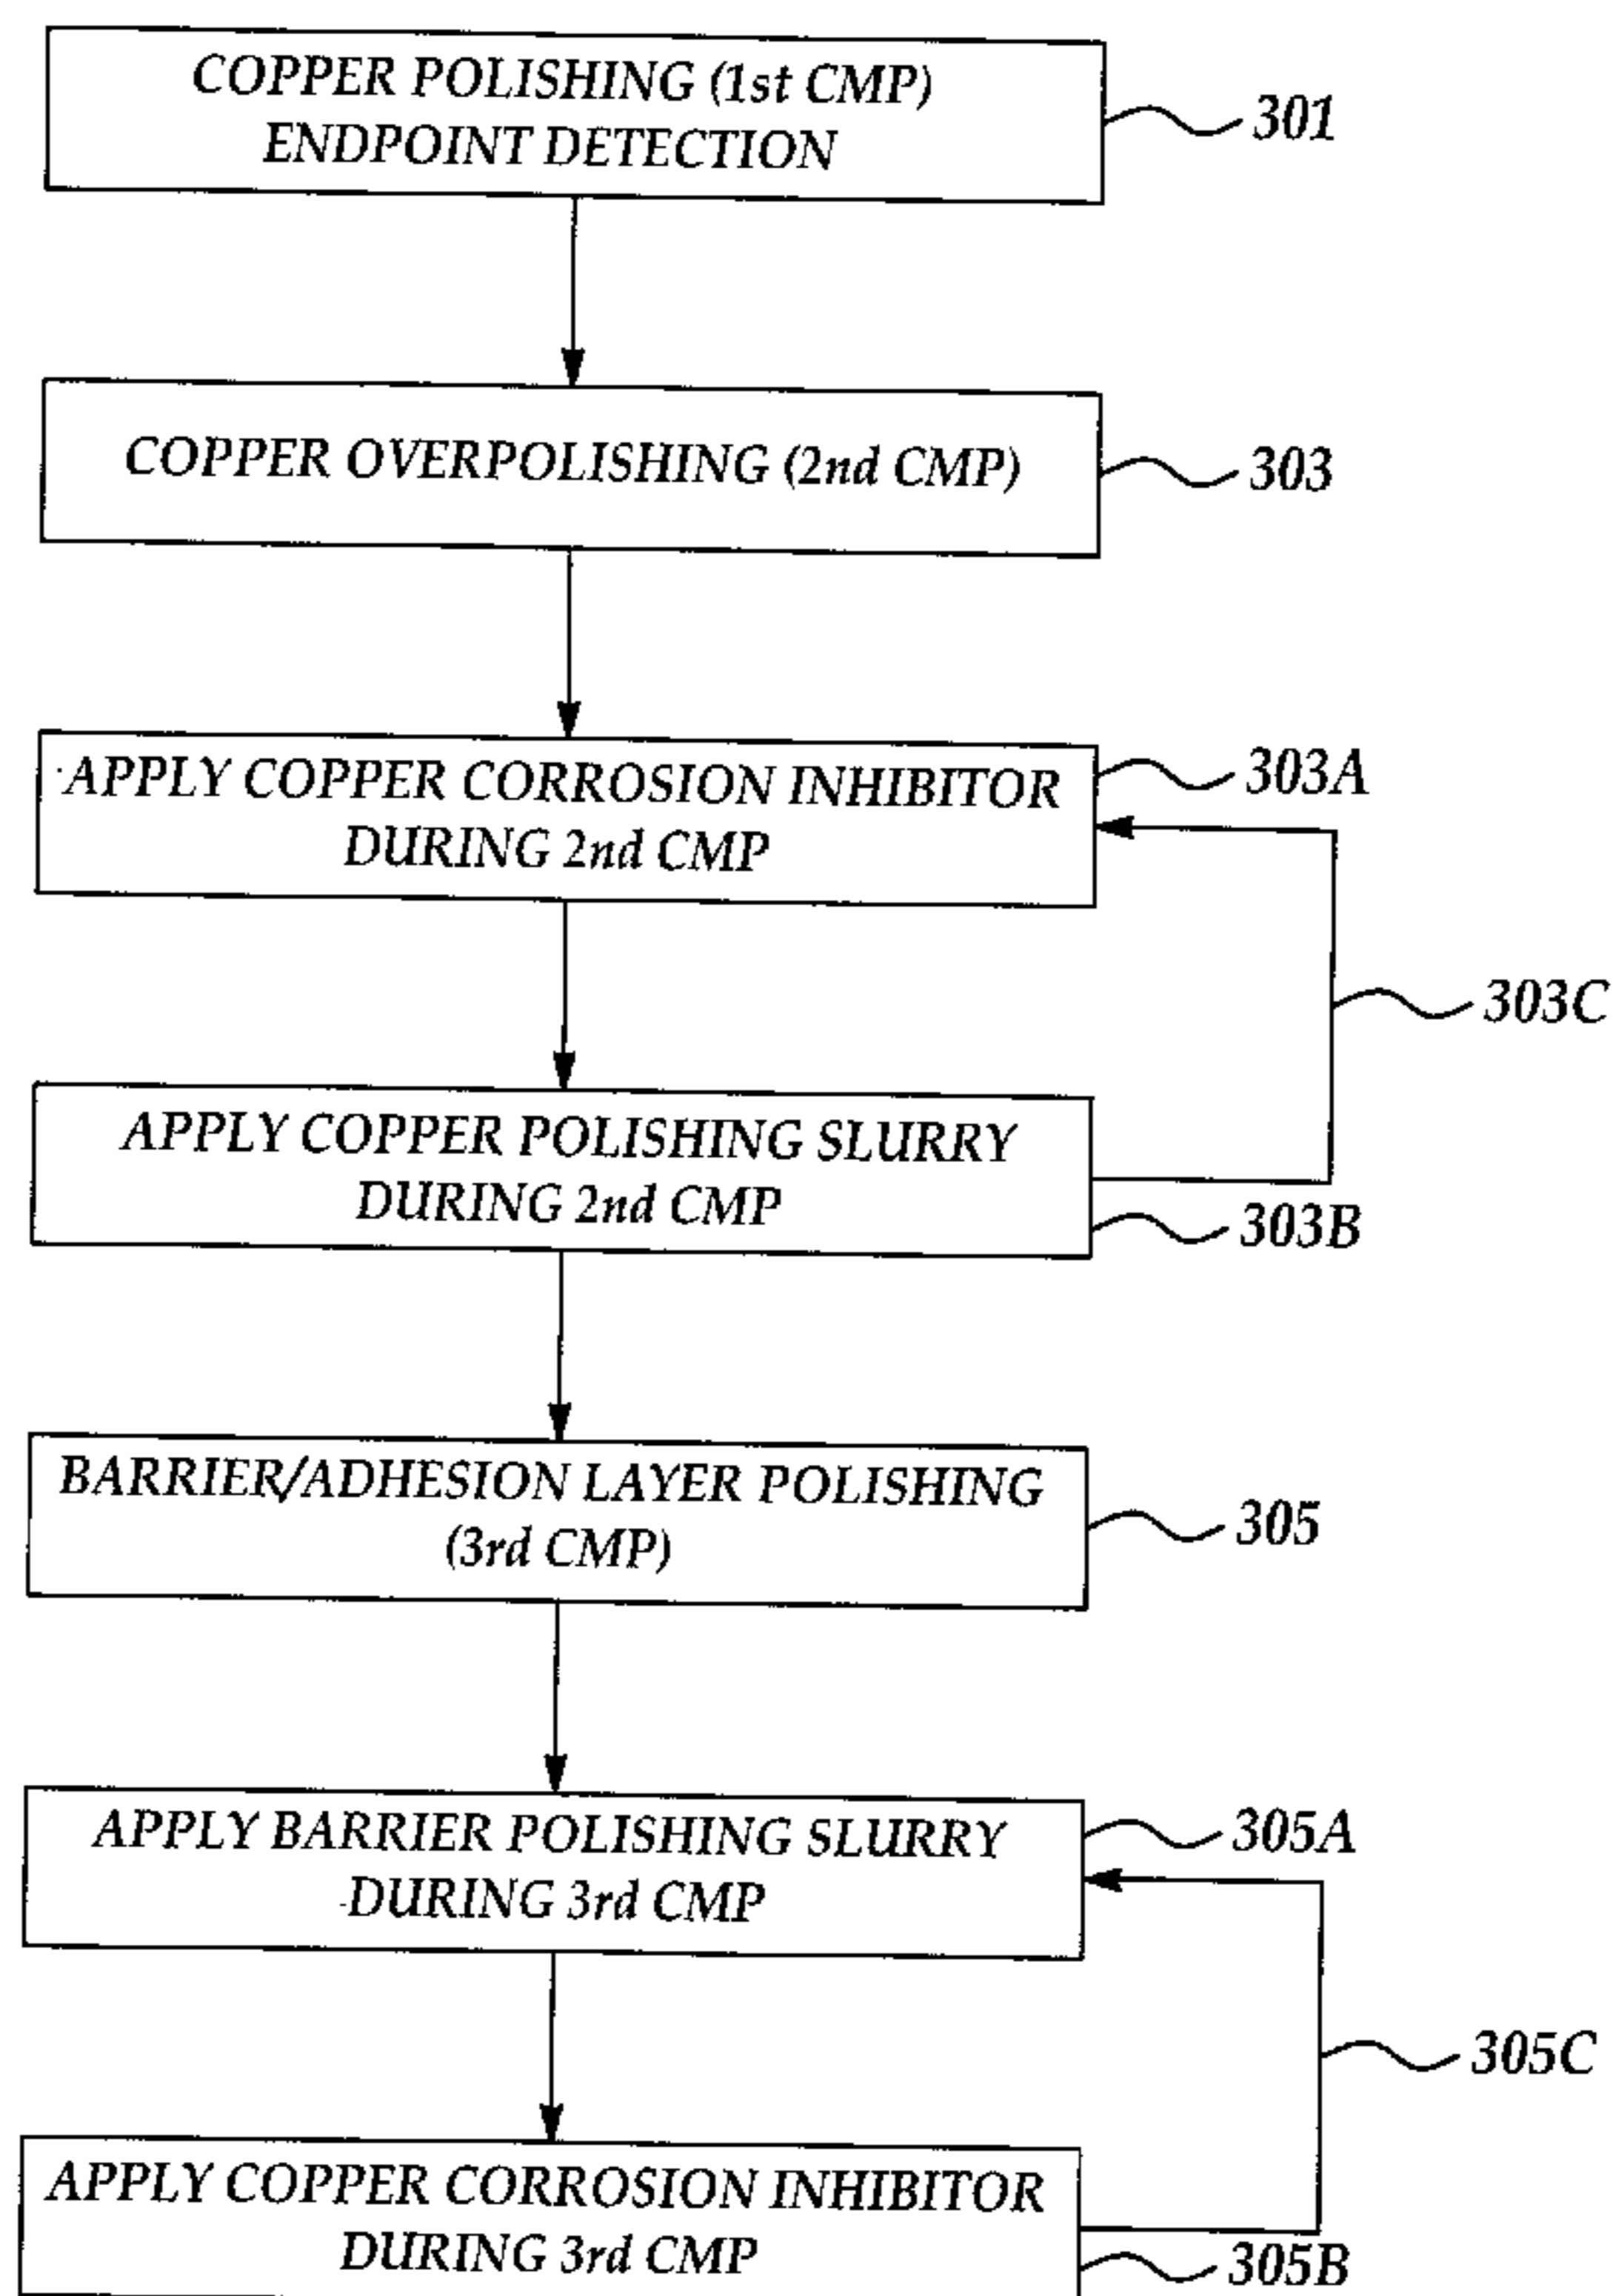 COPPER POLISHING (1st CMP)
ENDPOINT DETECTION
301
COPPER OVERPOLISHING (2nd CMP)
303
APPLY COPPER CORROSION INHIBITOR
DURING 2nd CMP
303A
303C
APPLY COPPER POLISHING SLURRY
DURING 2nd CMP
303B
BARRIER/ADHESION LAYER POLISHING
(3rd CMP)
305
APPLY BARRIER POLISHING SLURRY
DURING 3rd CMP
305A
305C
APPLY COPPER CORROSION INHIBITOR
DURING 3rd CMP
305B